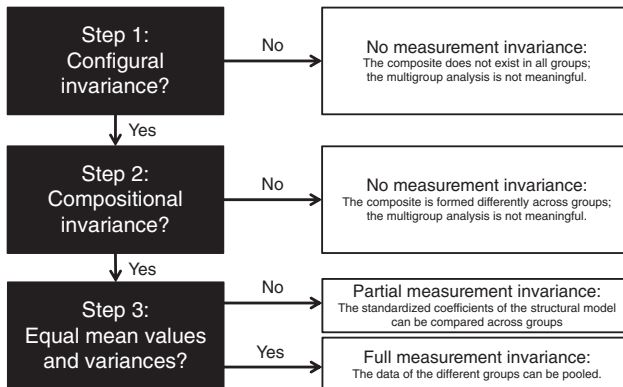 Step 1:
Configural
invariance?
No
No measurement invariance:
The composite does not exist in all groups;
the multigroup analysis is not meaningful.
Yes
Step 2:
Compositional
invariance?
No
No measurement invariance:
The composite is formed differently across groups;
the multigroup analysis is not meaningful.
Yes
Step 3:
Equal mean values
and variances?
No
Partial measurement invariance:
The standardized coefficients of the structural model
can be compared across groups
Yes
Full measurement invariance:
The data of the different groups can be pooled.